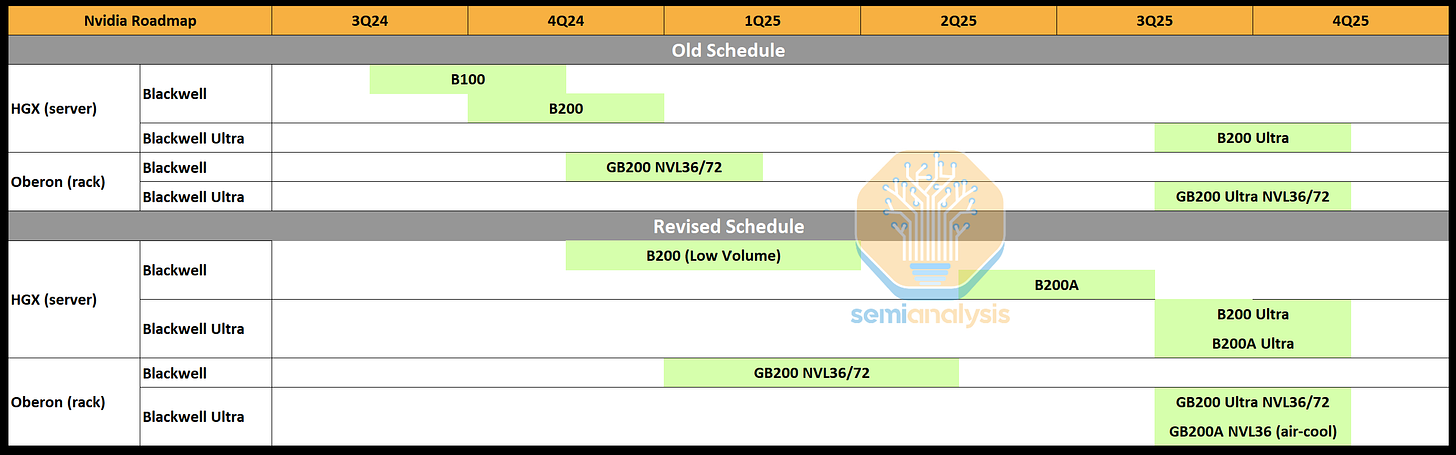 Nvidia Roadmap 3Q24 4Q24 1Q25 2Q25 3Q25 4Q25
Old Schedule
HGX (server)
Blackwell
B100
B200
Blackwell Ultra
B200 Ultra
Oberon (rack)
Blackwell
GB200 NVL36/72
Blackwell Ultra
GB200 Ultra NVL36/72
Revised Schedule
HGX (server)
Blackwell
B200 (Low Volume)
B200A
Blackwell Ultra
B200 Ultra
B200A Ultra
Oberon (rack)
Blackwell
GB200 NVL36/72
Blackwell Ultra
GB200 Ultra NVL36/72
GB200A NVL36 (air-cool)
semianalysis